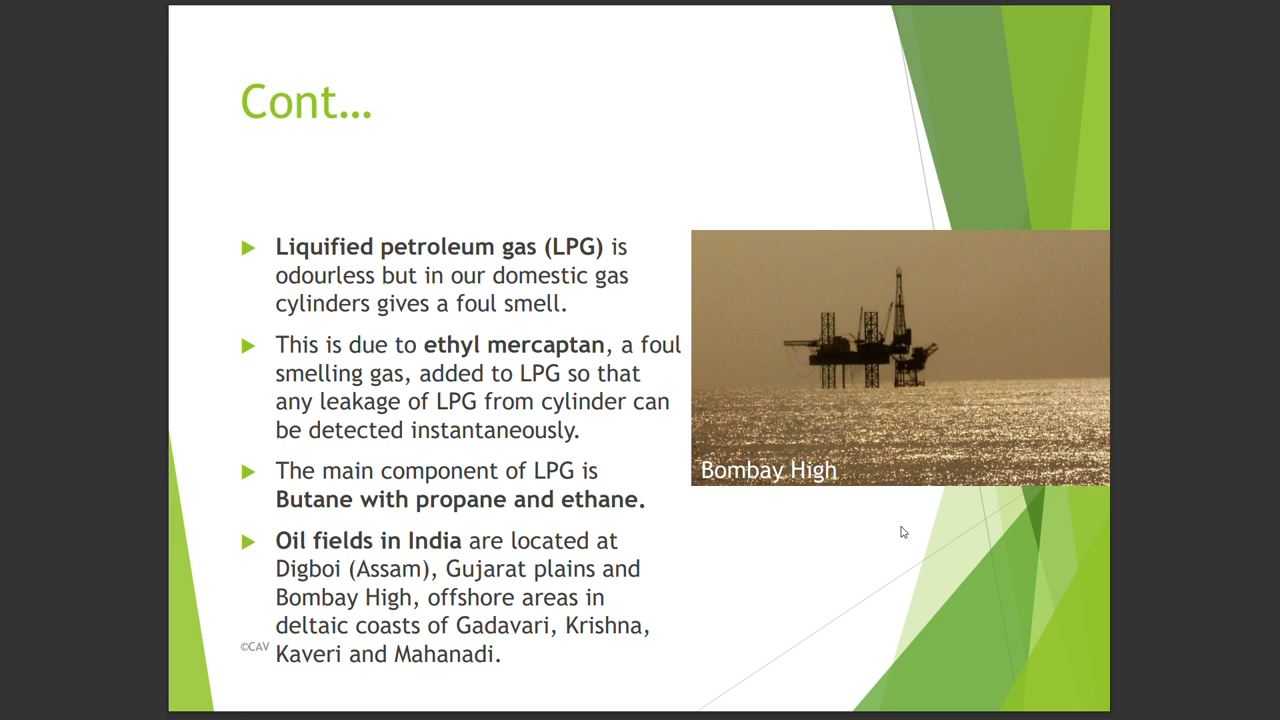 Cont...
Liquified petroleum gas (LPG) is
odourless but in our domestic gas
cylinders gives a foul smell.
This is due to ethyl mercaptan, a foul
smelling gas, added to LPG so that
any leakage of LPG from cylinder can
be detected instantaneously.
The main component of LPG is
Butane with propane and ethane.
Oil fields in India are located at
Digboi (Assam), Gujarat plains and
Bombay High, offshore areas in
deltaic coasts of Gadavari, Krishna,
Kaveri and Mahanadi.
©CAV
Bombay High